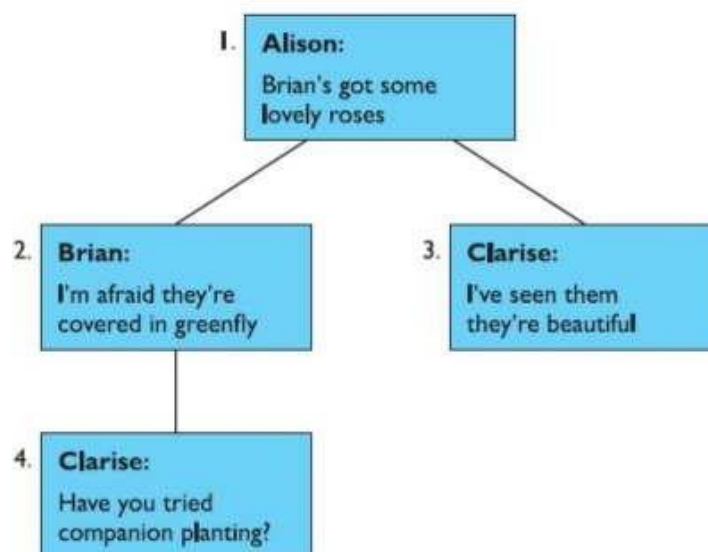 1. Alison:
Brian's got some
lovely roses
2. Brian:
I'm afraid they're
covered in greenfly
3. Clarise:
I've seen them
they're beautiful
4. Clarise:
Have you tried
companion planting?